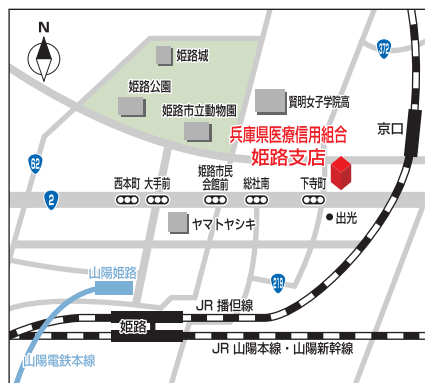 N
372
姫路城
姫路公園
姫路市立動物園
賢明女子学院高
兵庫県医療信用組合
姫路支店
京口
62
2
西本町
大手前
姫路市民
会館前
総社南
下寺町
ヤマトヤシキ
出光
山陽姫路
218
JR 播但線
姫路
JR 山陽本線・山陽新幹線
山陽電鉄本線